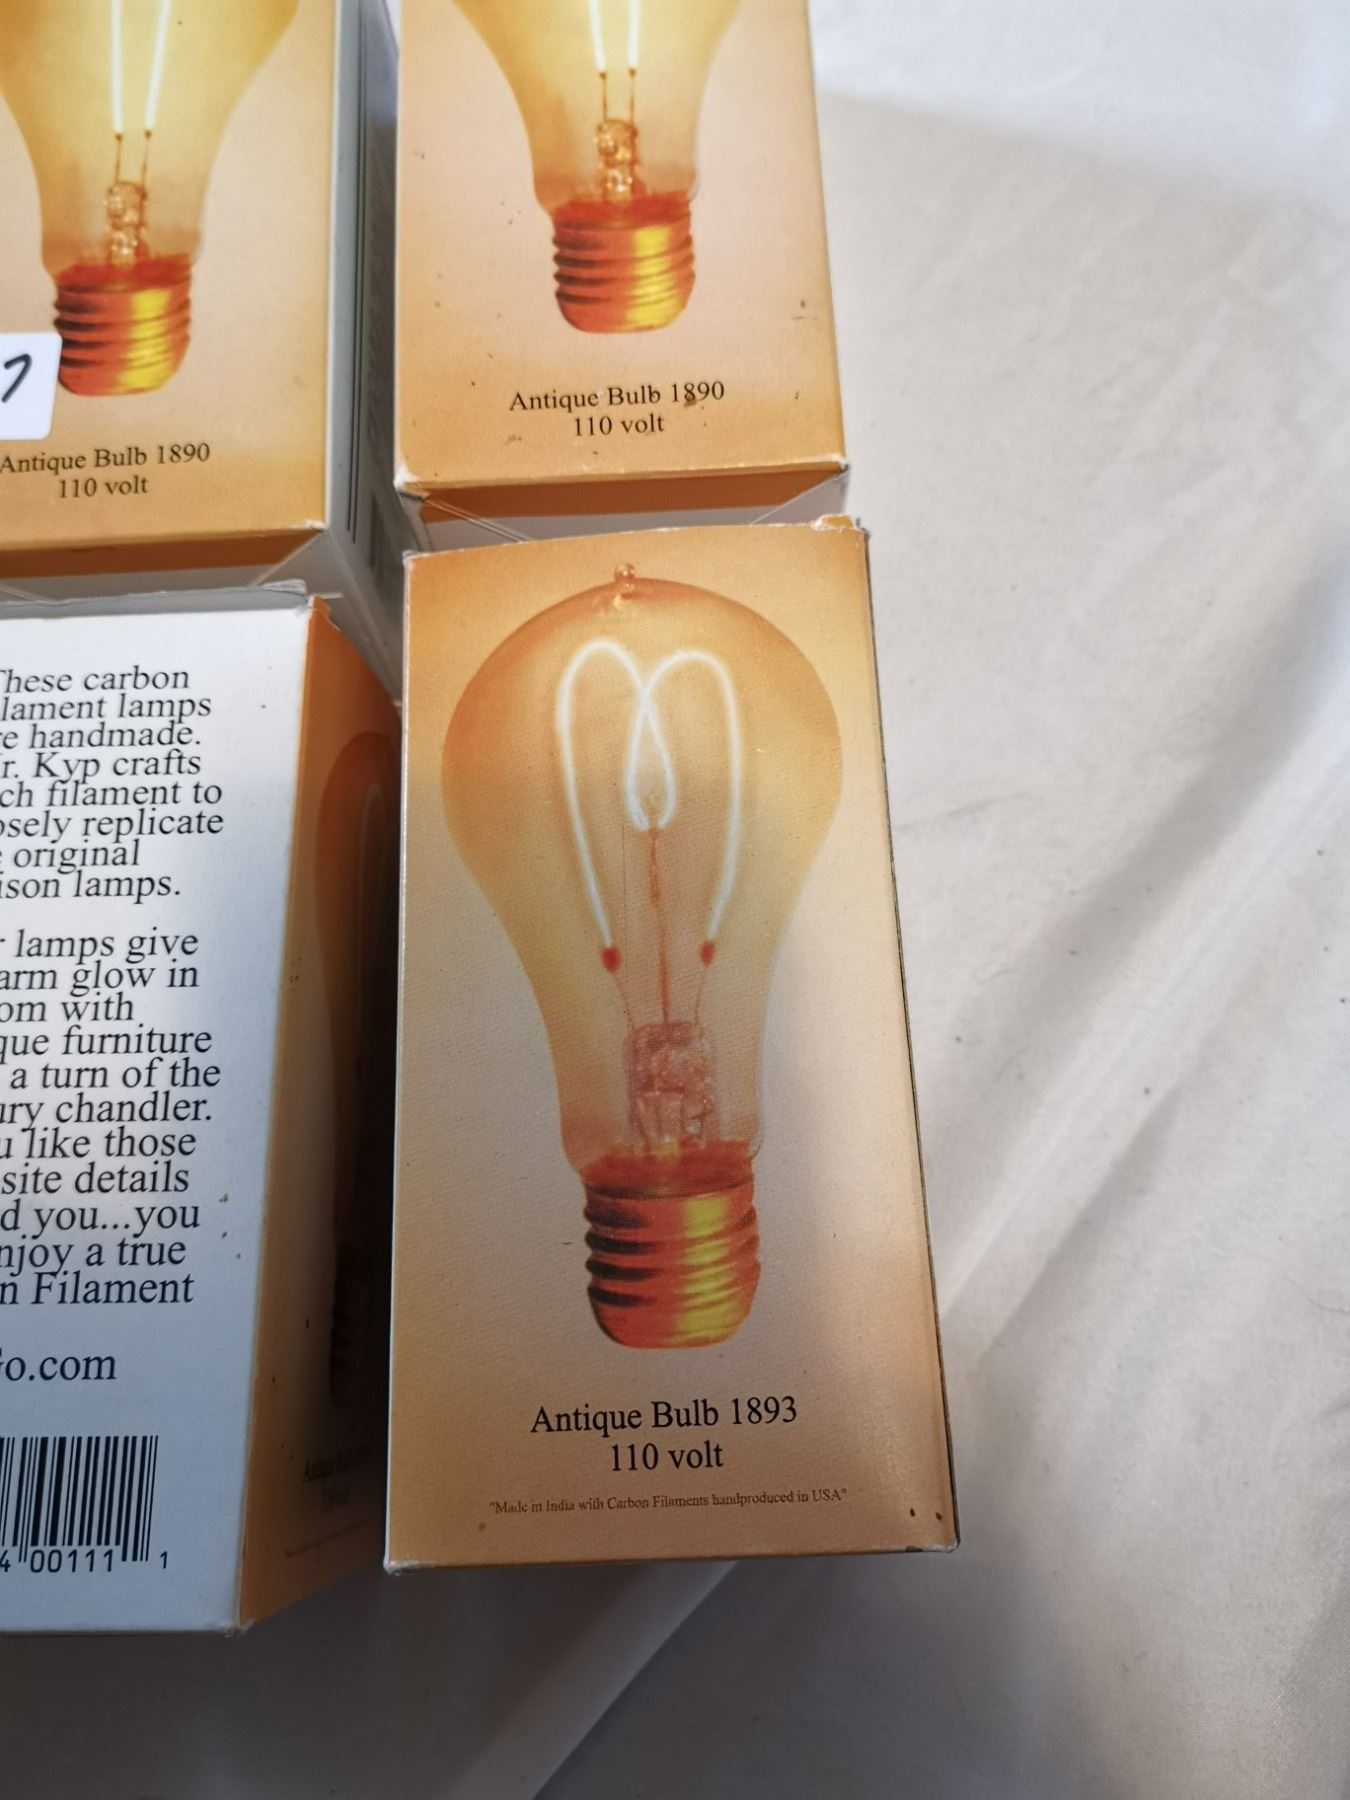 7
Antique Bulb 1890
110 volt
Antique Bulb 1890
110 volt
These carbon
lament lamps
re handmade.
r. Kyp crafts
ch filament to
osely replicate
original
ison lamps.
r lamps give
arm glow in
om with
que furniture
a turn of the
ury chandler.
u like those
site details
d you...you
njoy a true
n Filament
Go.com
4 00111 1
Antique Bulb 1893
110 volt
"Made in India with Carbon Filaments handproduced in USA"